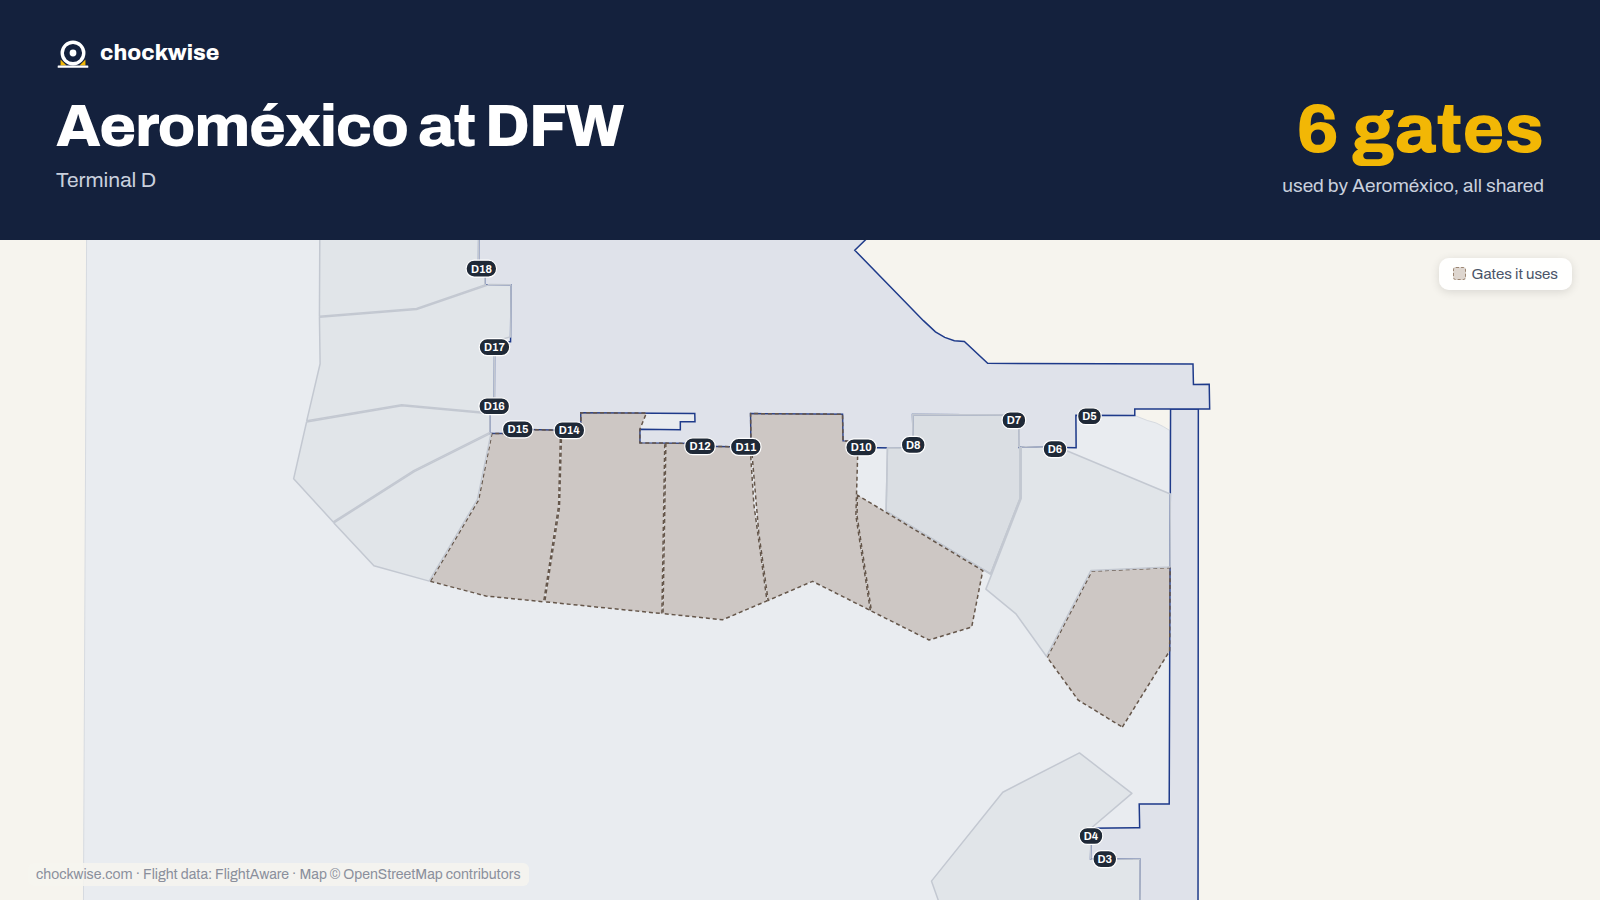 chockwise
Aeroméxico at DFW
Terminal D
6 gates
used by Aeroméxico, all shared
Gates it uses
D18
D17
D16
D15
D14
D12
D11
D10
D8
D7
D6
D5
D4
D3
chockwise.com · Flight data: FlightAware · Map © OpenStreetMap contributors